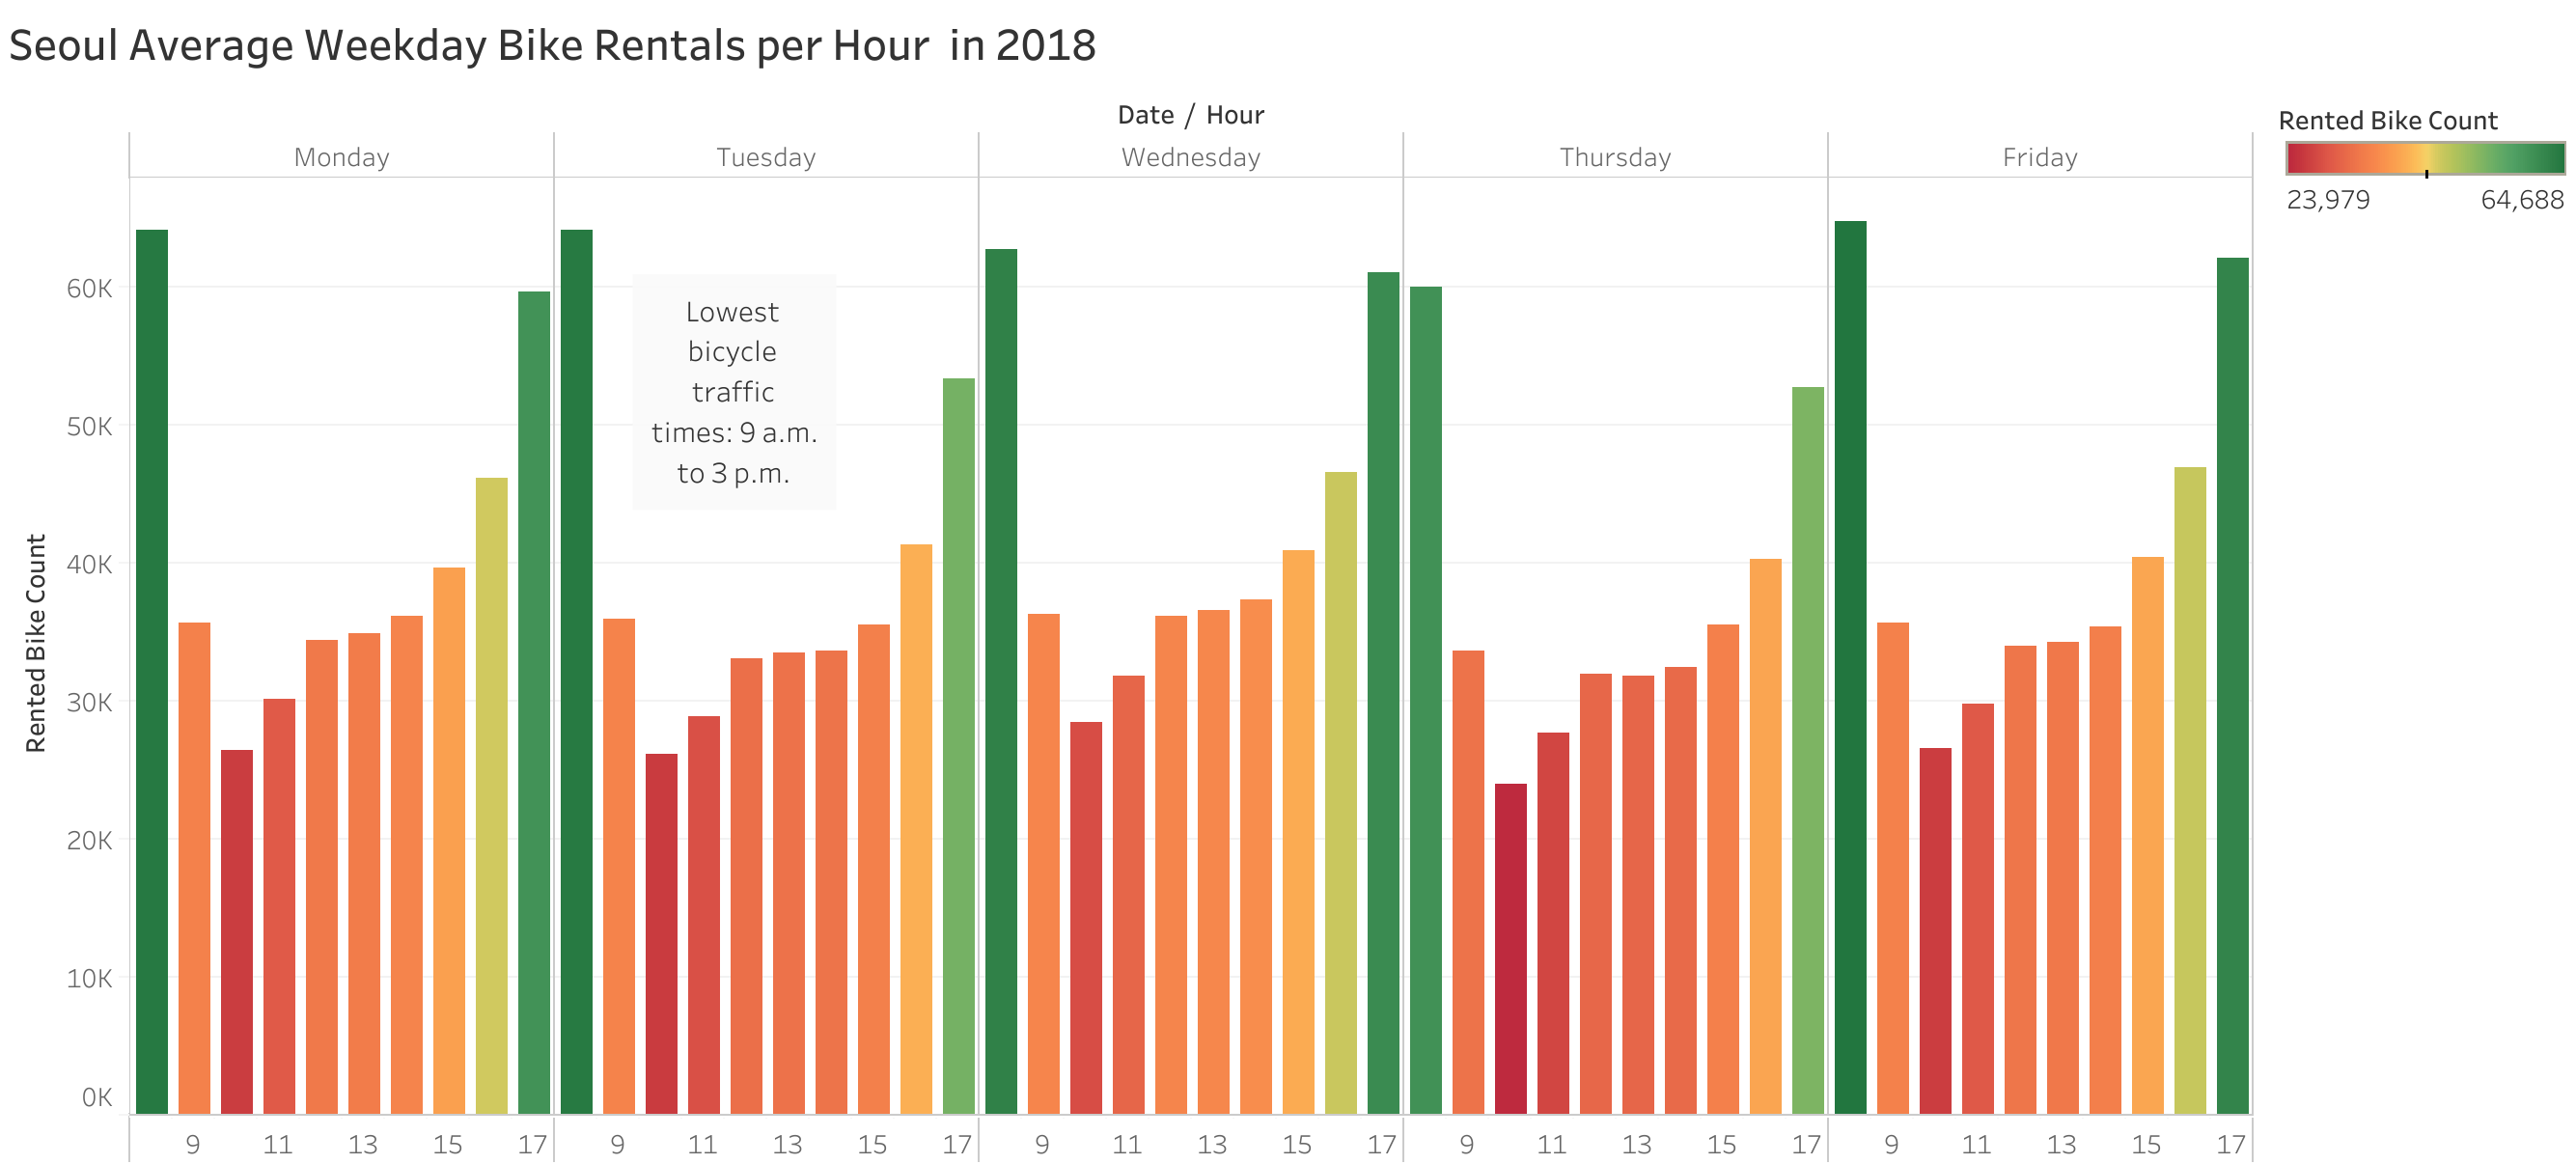 Seoul Average Weekday Bike Rentals per Hour  in 2018
Date / Hour
Monday Tuesday Wednesday Thursday Friday
Rented Bike Count
23,979 64,688
60K
50K
40K
30K
20K
10K
0K
Rented Bike Count
Lowest
bicycle
traffic
times: 9 a.m.
to 3 p.m.
9 11 13 15 17 9 11 13 15 17 9 11 13 15 17 9 11 13 15 17 9 11 13 15 17